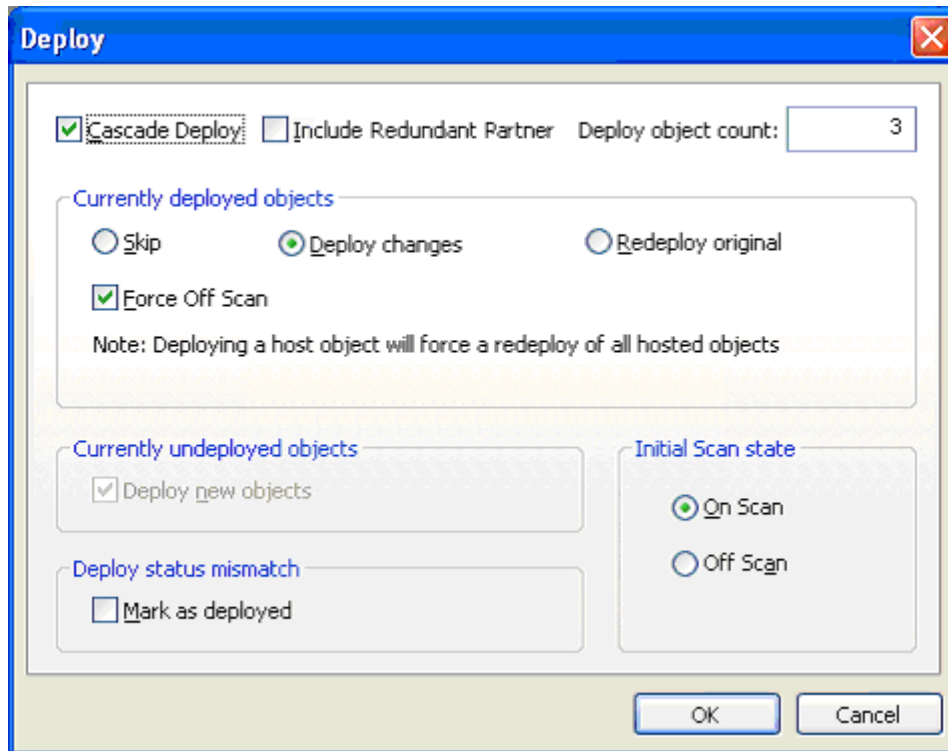 Deploy
Cascade Deploy Include Redundant Partner Deploy object count: 3
Currently deployed objects
Skip Deploy changes Redeploy original
Force Off Scan
Note: Deploying a host object will force a redeploy of all hosted objects
Currently undeployed objects
Deploy new objects
Initial Scan state
On Scan
Off Scan
Deploy status mismatch
Mark as deployed
OK Cancel